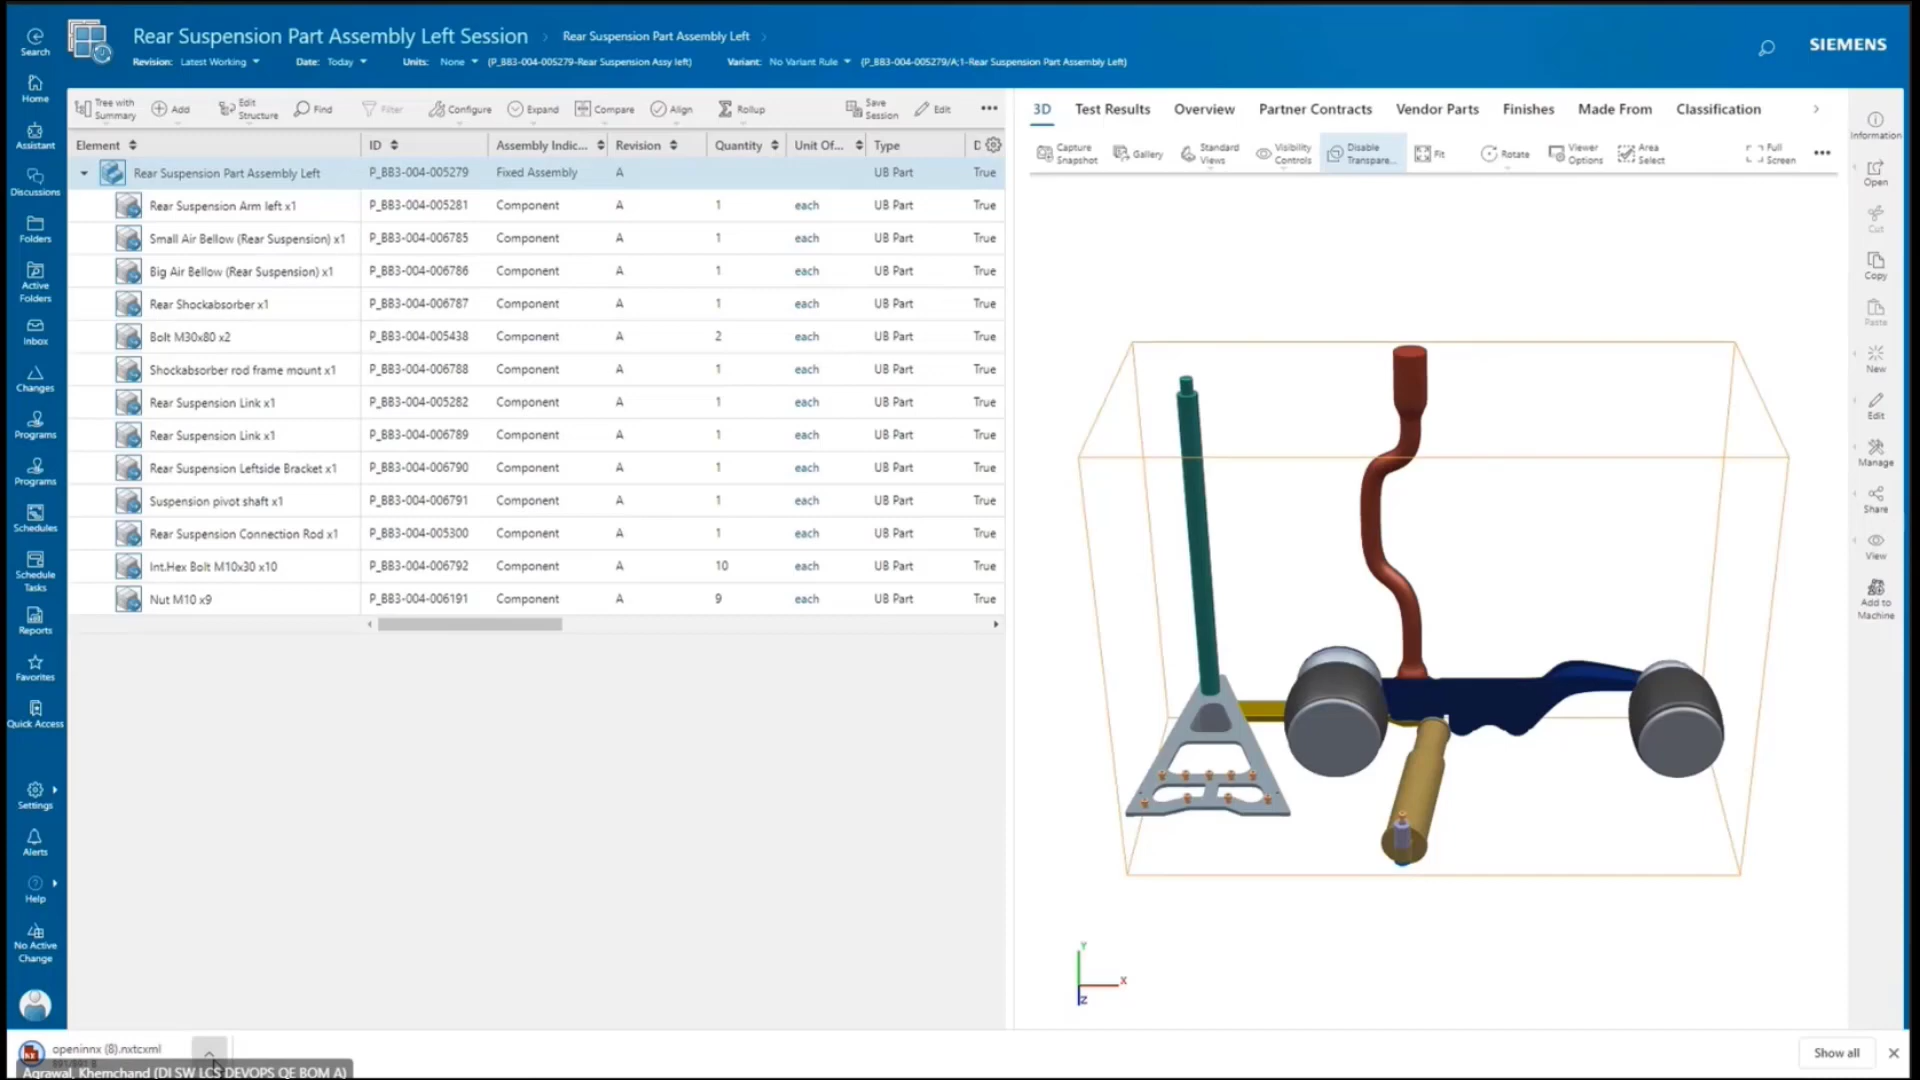 Rear Suspension Part Assembly Left Session
Rear Suspension Part Assembly Left
SIEMENS
Revision: Latest Working
Date: Today
Units: None
(P_BB3-004-005279-Rear Suspension Assy left)
Variant: No Variant Rule
(P_BB3-004-005279/A;1-Rear Suspension Part Assembly Left)
Search
Home
Assistant
Discussions
Folders
Active
Folders
Inbox
Changes
Programs
Programs
Schedules
Schedule
Tasks
Reports
Favorites
Quick Access
Settings
Alerts
Help
No Active
Change
Tree with
Summary
Add
Edit
Structure
Find
Filter
Configure
Expand
Compare
Align
Rollup
Save
Session
Edit
Element ID Assembly Indic... Revision Quantity Unit Of... Type D
Rear Suspension Part Assembly Left P_BB3-004-005279 Fixed Assembly A UB Part True
Rear Suspension Arm left x1 P_BB3-004-005281 Component A 1 each UB Part True
Small Air Bellow (Rear Suspension) x1 P_BB3-004-006785 Component A 1 each UB Part True
Big Air Bellow (Rear Suspension) x1 P_BB3-004-006786 Component A 1 each UB Part True
Rear Shockabsorber x1 P_BB3-004-006787 Component A 1 each UB Part True
Bolt M30x80 x2 P_BB3-004-005438 Component A 2 each UB Part True
Shockabsorber rod frame mount x1 P_BB3-004-006788 Component A 1 each UB Part True
Rear Suspension Link x1 P_BB3-004-005282 Component A 1 each UB Part True
Rear Suspension Link x1 P_BB3-004-006789 Component A 1 each UB Part True
Rear Suspension Leftside Bracket x1 P_BB3-004-006790 Component A 1 each UB Part True
Suspension pivot shaft x1 P_BB3-004-006791 Component A 1 each UB Part True
Rear Suspension Connection Rod x1 P_BB3-004-005300 Component A 1 each UB Part True
Int.Hex Bolt M10x30 x10 P_BB3-004-006792 Component A 10 each UB Part True
Nut M10 x9 P_BB3-004-006191 Component A 9 each UB Part True
3D Test Results Overview Partner Contracts Vendor Parts Finishes Made From Classification
Capture
Snapshot
Gallery
Standard
Views
Visibility
Controls
Disable
Transpare...
Fit
Rotate
Viewer
Options
Area
Select
Full
Screen
Y
X
Z
Information
Open
Cut
Copy
Paste
New
Edit
Manage
Share
View
Add to
Machine
openinnx (8).nxtcxml
Agrawal, Khemchand (DI SW LCS DEVOPS QE BOM A)
Show all